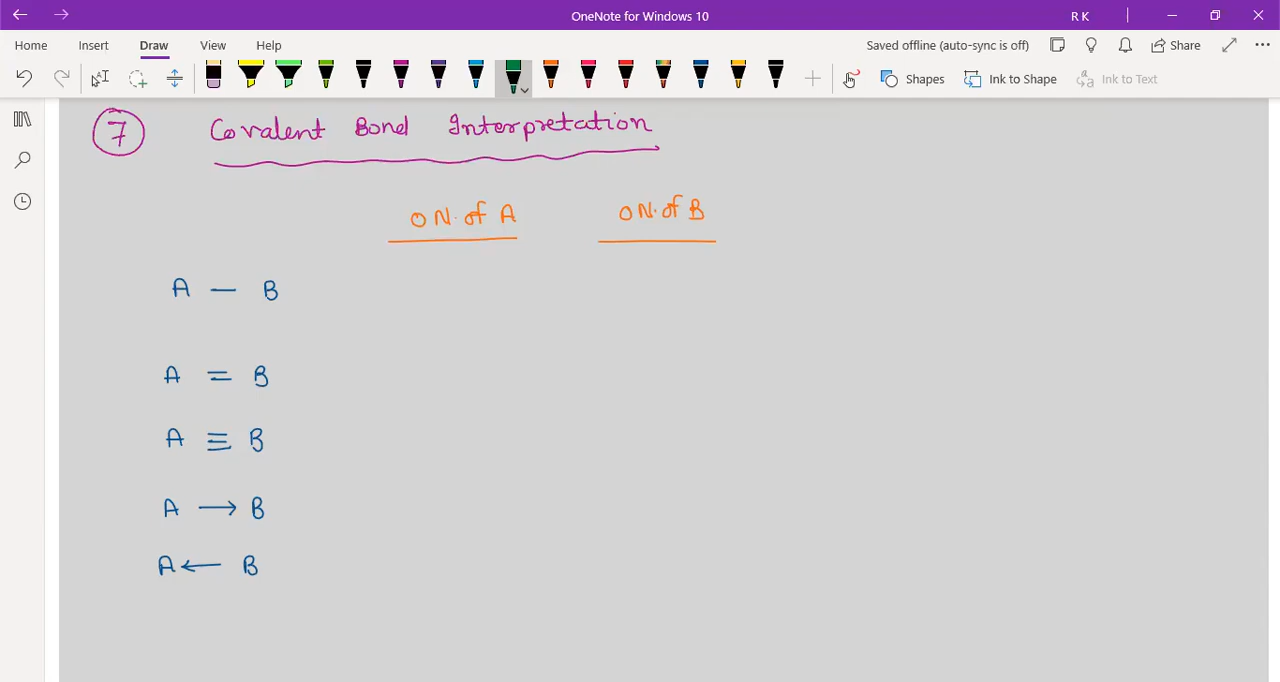 OneNote for Windows 10
R K
Home Insert Draw View Help
Saved offline (auto-sync is off)
Share
Shapes
Ink to Shape
Ink to Text
7 Covalent Bond Interpretation
O N. of A O N. of B
A — B
A = B
A ≡ B
A → B
A ← B